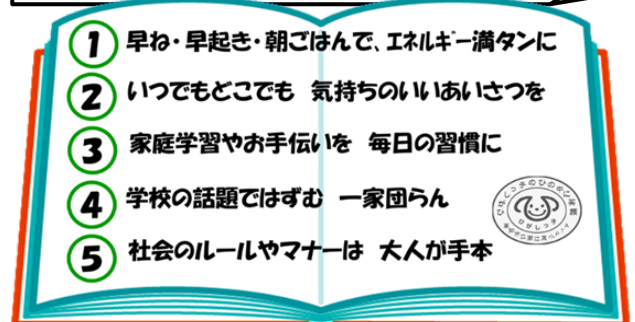 1 早ね・早起き・朝ごはんで、エネルギー満タンに
2 いつでもどこでも 気持ちのいいあいさつを
3 家庭学習やお手伝いを 毎日の習慣に
4 学校の話題ではずむ 一家団らん
5 社会のルールやマナーは 大人が手本